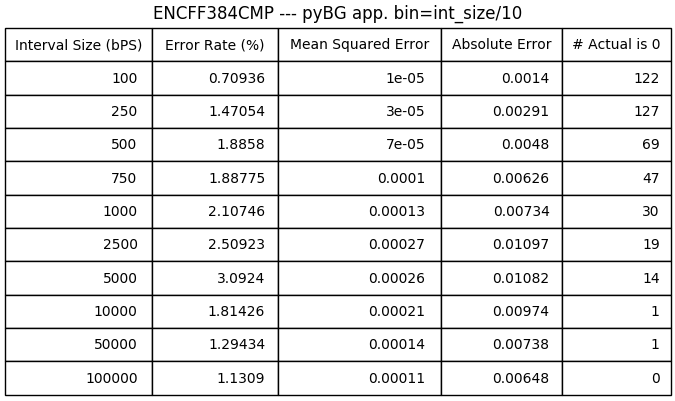 ENCFF384CMP --- pyBG app. bin=int_size/10
Interval Size (bPS) Error Rate (%) Mean Squared Error Absolute Error # Actual is 0
100 0.70936 1e-05 0.0014 122
250 1.47054 3e-05 0.00291 127
500 1.8858 7e-05 0.0048 69
750 1.88775 0.0001 0.00626 47
1000 2.10746 0.00013 0.00734 30
2500 2.50923 0.00027 0.01097 19
5000 3.0924 0.00026 0.01082 14
10000 1.81426 0.00021 0.00974 1
50000 1.29434 0.00014 0.00738 1
100000 1.1309 0.00011 0.00648 0